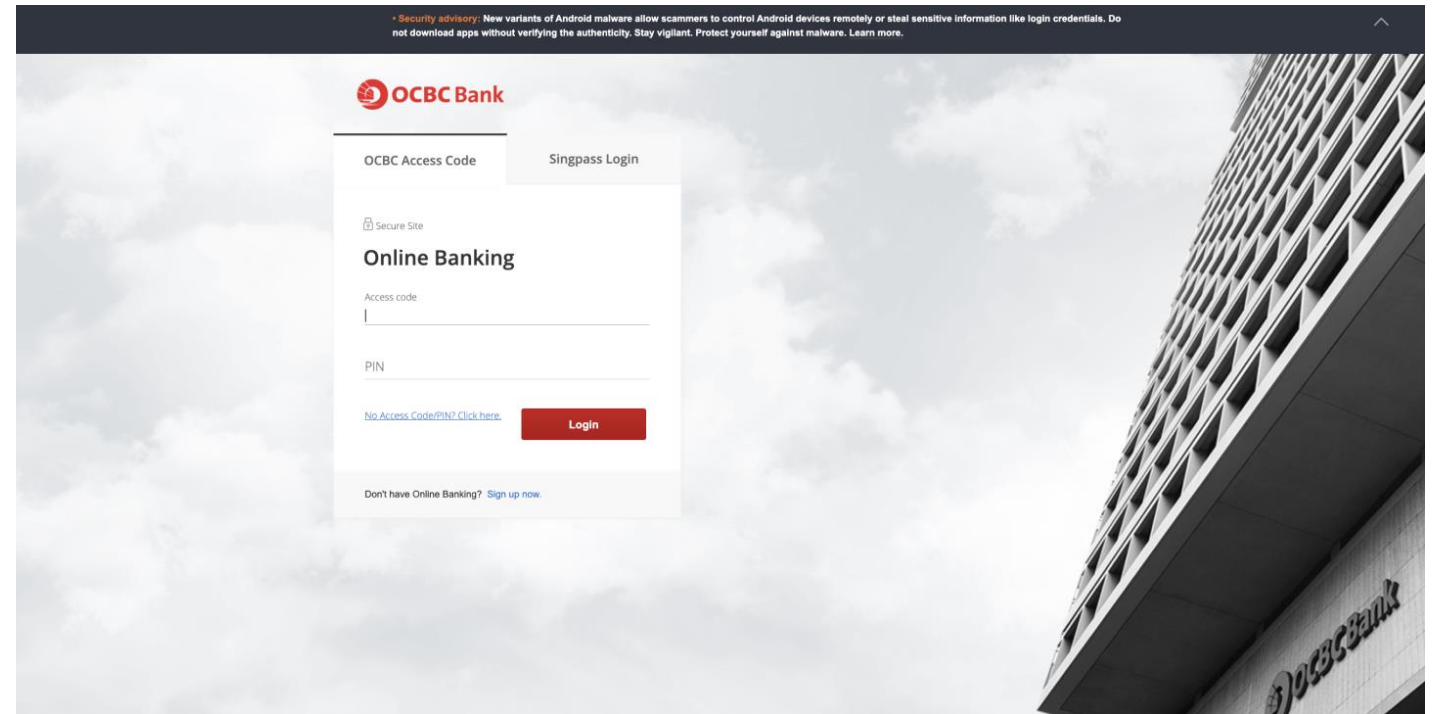 • Security advisory: New variants of Android malware allow scammers to control Android devices remotely or steal sensitive information like login credentials. Do
not download apps without verifying the authenticity. Stay vigilant. Protect yourself against malware. Learn more.
OCBC Bank
OCBC Access Code
Singpass Login
Secure Site
Online Banking
Access code
PIN
No Access Code/PIN? Click here.
Login
Don't have Online Banking? Sign up now.
OCBC Bank